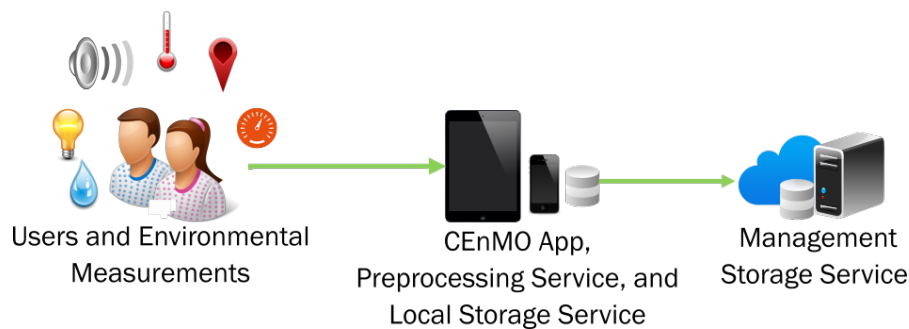 Users and Environmental
Measurements
CEnMO App,
Preprocessing Service, and
Local Storage Service
Management
Storage Service